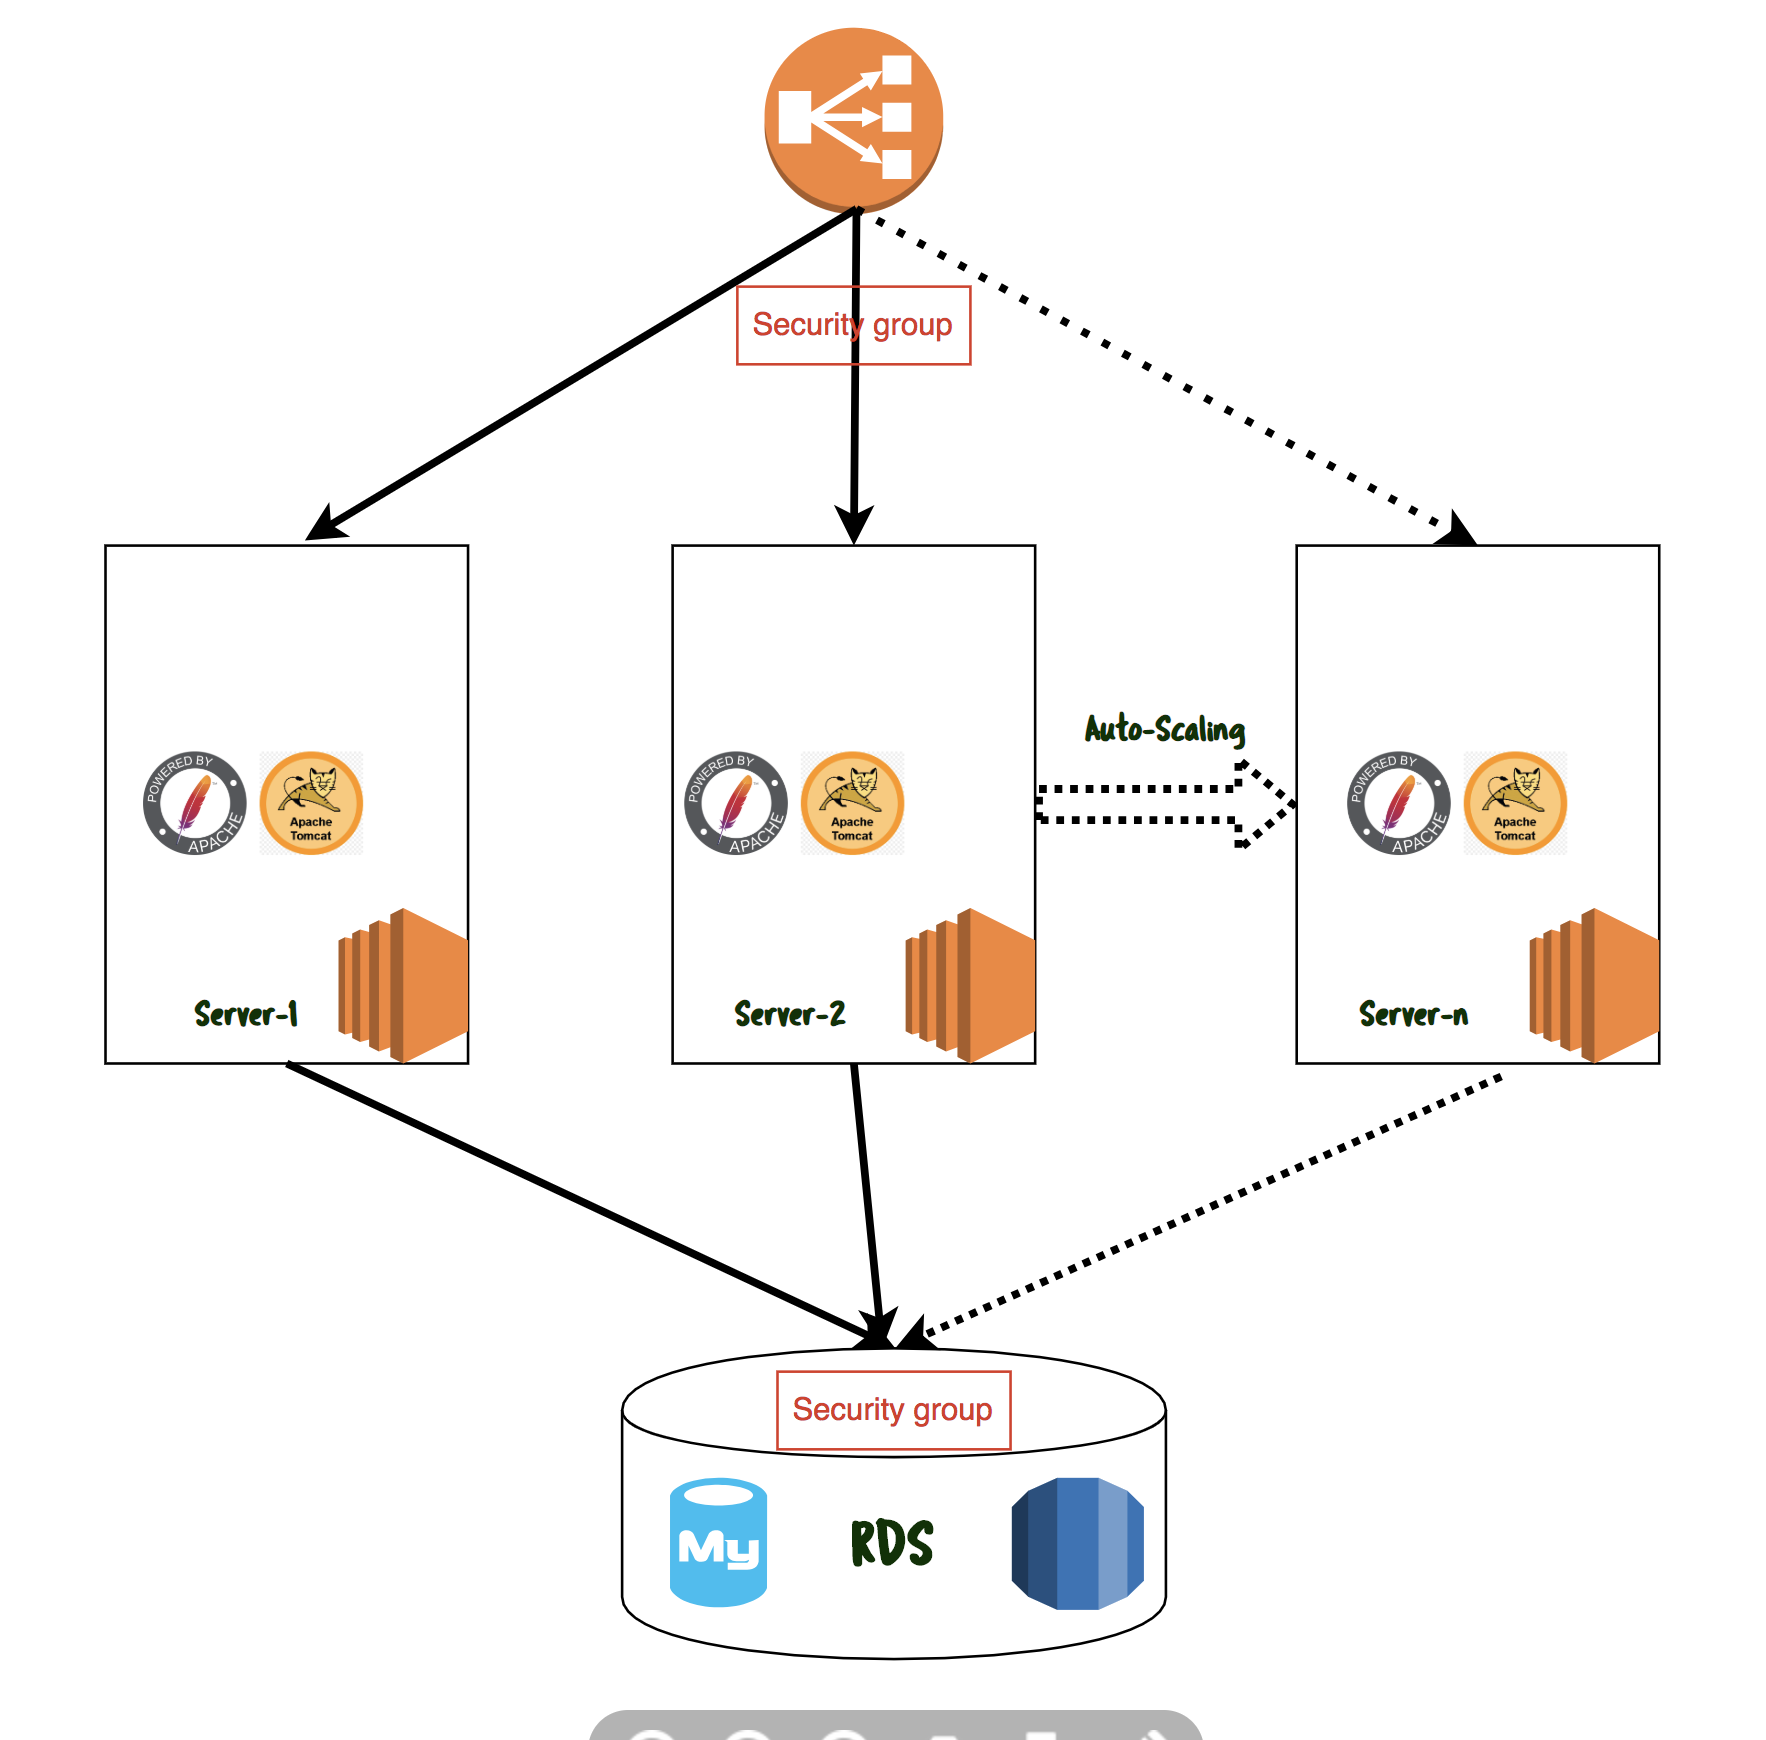 Security group
Auto-Scaling
POWERED BY
APACHE
Apache
Tomcat
POWERED BY
APACHE
Apache
Tomcat
POWERED BY
APACHE
Apache
Tomcat
Server-1
Server-2
Server-n
Security group
My
RDS